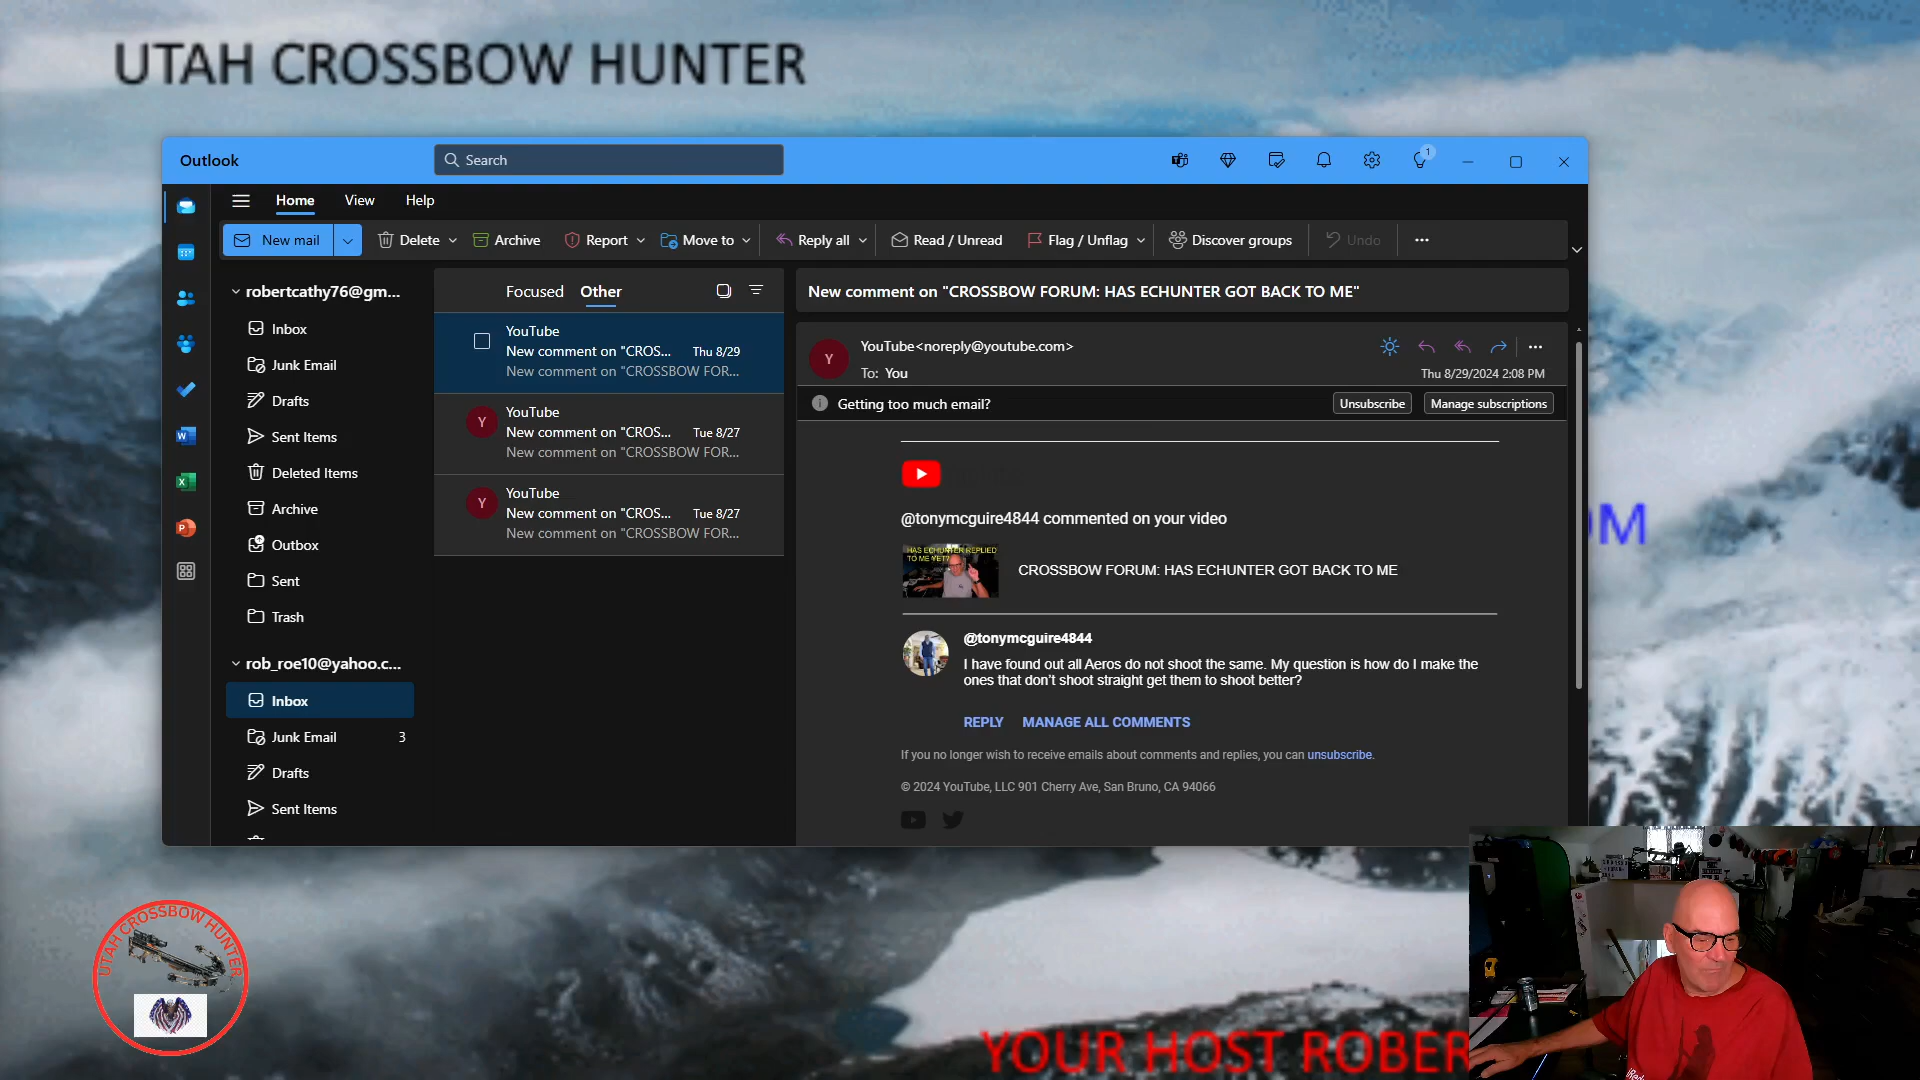 UTAH CROSSBOW HUNTER
Outlook
Search
1
Home
View
Help
New mail
Delete
Archive
Report
Move to
Reply all
Read / Unread
Flag / Unflag
Discover groups
Undo
robertcathy76@gm...
Inbox
Junk Email
Drafts
Sent Items
Deleted Items
Archive
Outbox
Sent
Trash
rob_roe10@yahoo.c...
Inbox
Junk Email 3
Drafts
Sent Items
Focused Other
YouTube
New comment on "CROS... Thu 8/29
New comment on "CROSSBOW FOR...
Y
YouTube
New comment on "CROS... Tue 8/27
New comment on "CROSSBOW FOR...
Y
YouTube
New comment on "CROS... Tue 8/27
New comment on "CROSSBOW FOR...
New comment on "CROSSBOW FORUM: HAS ECHUNTER GOT BACK TO ME"
Y
YouTube<noreply@youtube.com>
To: You
Thu 8/29/2024 2:08 PM
Getting too much email?
Unsubscribe
Manage subscriptions
@tonymcguire4844 commented on your video
HAS ECHUNTER REPLIED
TO ME YET?
CROSSBOW FORUM: HAS ECHUNTER GOT BACK TO ME
@tonymcguire4844
I have found out all Aeros do not shoot the same. My question is how do I make the
ones that don't shoot straight get them to shoot better?
REPLY MANAGE ALL COMMENTS
If you no longer wish to receive emails about comments and replies, you can unsubscribe.
© 2024 YouTube, LLC 901 Cherry Ave, San Bruno, CA 94066
OM
UTAH CROSSBOW HUNTER
YOUR HOST ROBER